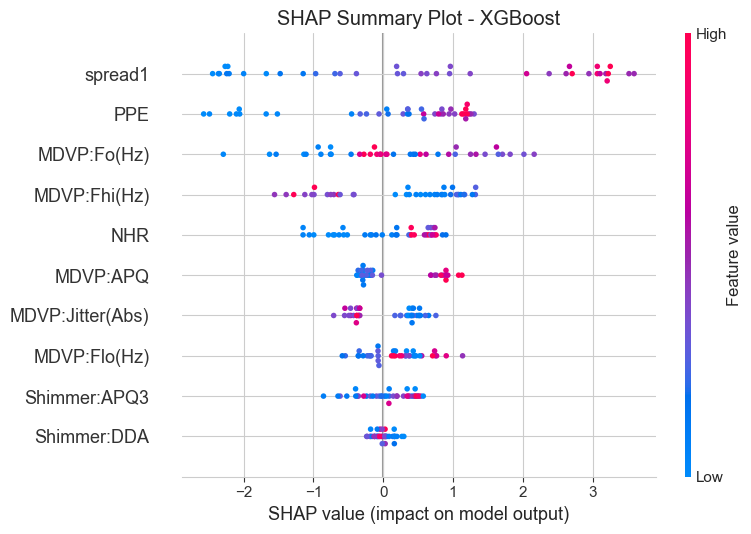 SHAP Summary Plot - XGBoost
High
spread1
PPE
MDVP:Fo(Hz)
MDVP:Fhi(Hz)
NHR
MDVP:APQ
MDVP:Jitter(Abs)
MDVP:Flo(Hz)
Shimmer:APQ3
Shimmer:DDA
Feature value
Low
−2 −1 0 1 2 3
SHAP value (impact on model output)